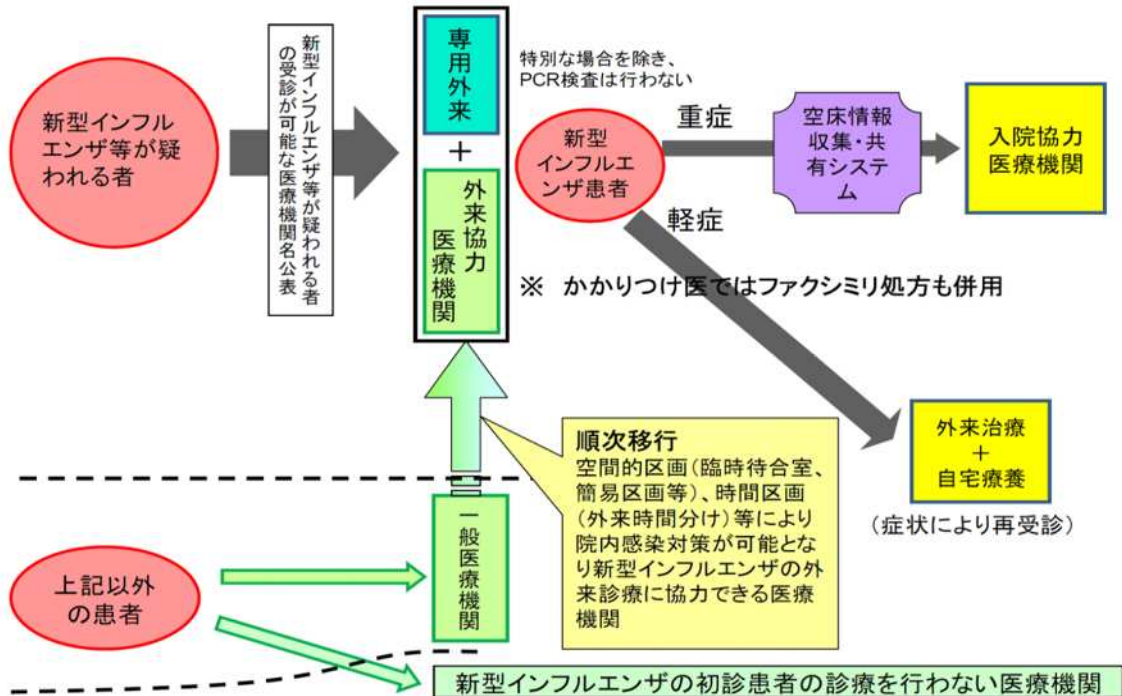 新型インフル
エンザ等が疑
われる者
新型インフルエンザ等が疑われる者
の受診が可能な医療機関名公表
専用外来
+
外来協力
医療機関
特別な場合を除き、
PCR検査は行わない
新型
インフルエ
ンザ患者
重症
空床情報
収集・共
有システ
ム
入院協力
医療機関
軽症
※ かかりつけ医ではファクシミリ処方も併用
外来治療
+
自宅療養
(症状により再受診)
順次移行
空間的区画(臨時待合室、
簡易区画等)、時間区画
(外来時間分け)等により
院内感染対策が可能とな
り新型インフルエンザの外
来診療に協力できる医療
機関
一般医療機関
上記以外
の患者
新型インフルエンザの初診患者の診療を行わない医療機関